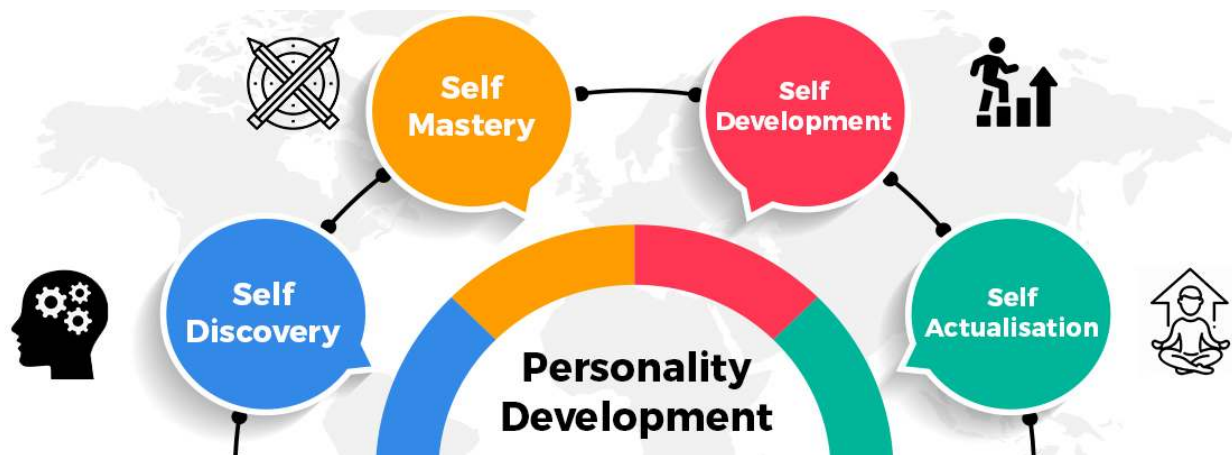 Self
Mastery
Self
Development
Self
Discovery
Self
Actualisation
Personality
Development